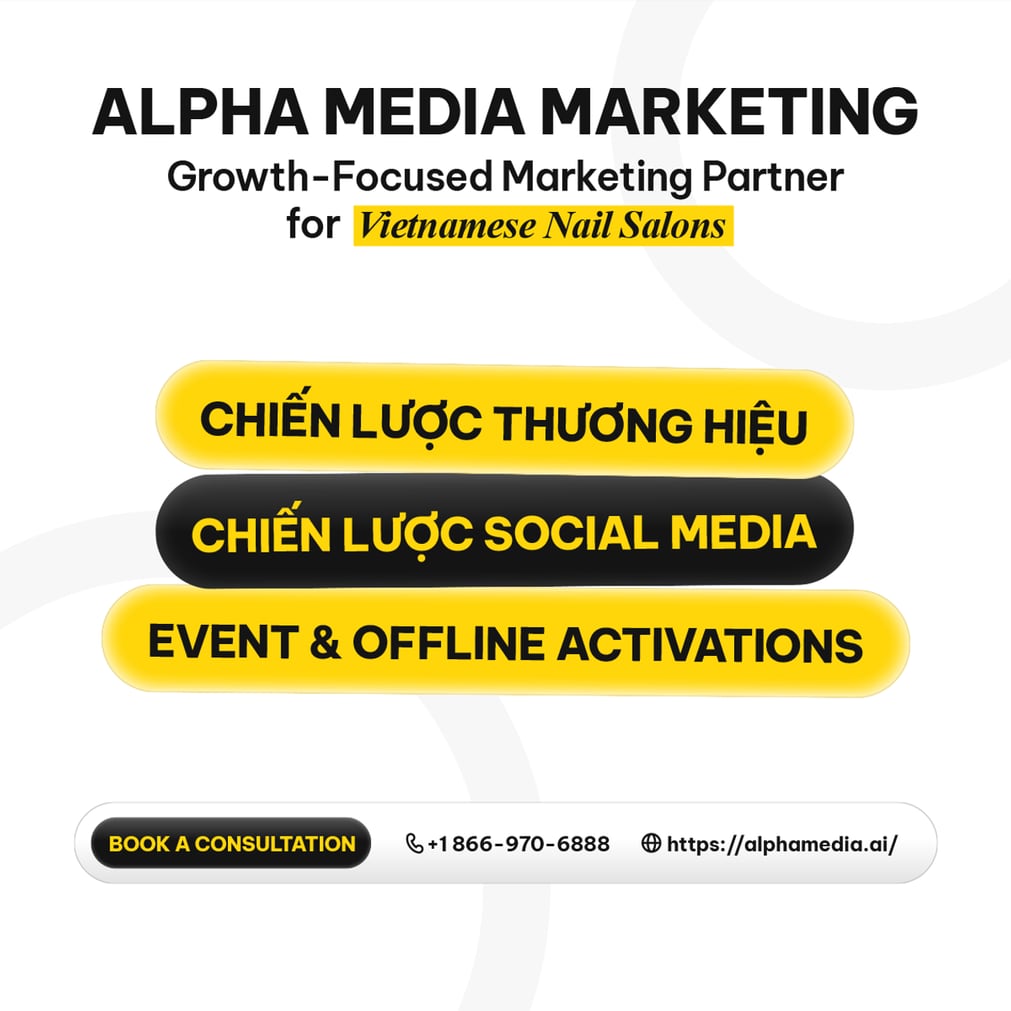 ALPHA MEDIA MARKETING
Growth-Focused Marketing Partner
for Vietnamese Nail Salons
CHIẾN LƯỢC THƯƠNG HIỆU
CHIẾN LƯỢC SOCIAL MEDIA
EVENT & OFFLINE ACTIVATIONS
BOOK A CONSULTATION +1 866-970-6888 https://alphamedia.ai/